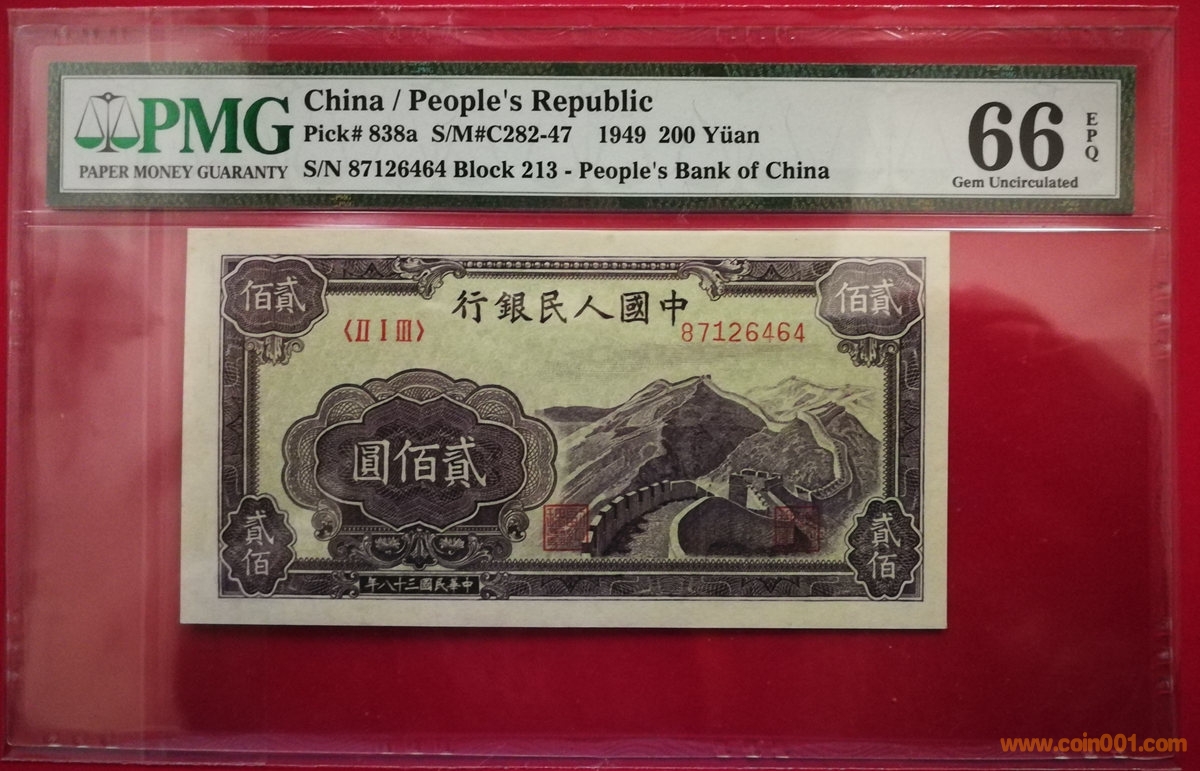 PMG
PAPER MONEY GUARANTY
China / People's Republic
Pick# 838a S/M#C282-47 1949 200 Yüan
S/N 87126464 Block 213 - People's Bank of China
66
EPQ
Gem Uncirculated
佰貳
行銀民人國中
佰貳
〈II I III〉
87126464
圓佰貳
貳佰
貳佰
年八十三國民華中
www.coin001.com